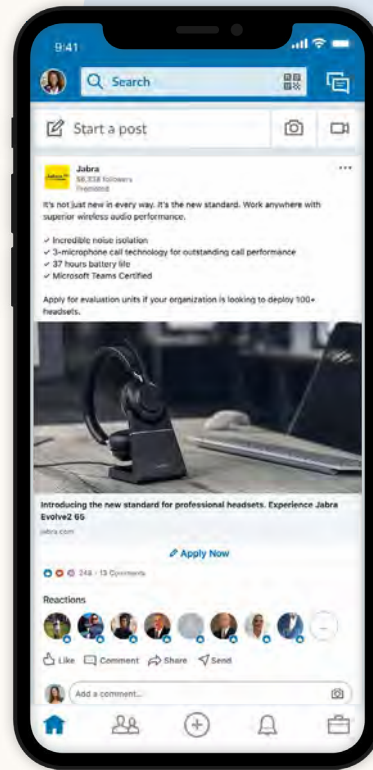 9:41
Search
Start a post
Jabra
Promoted
It's not just new in every way. It's the new standard. Work anywhere with
superior wireless audio performance.
✓ Incredible noise isolation
✓ 3-microphone call technology for outstanding call performance
✓ 37 hours battery life
✓ Microsoft Teams Certified
Apply for evaluation units if your organization is looking to deploy 100+
headsets.
Introducing the new standard for professional headsets. Experience Jabra
Evolve2 65
jabra.com
Apply Now
248 · 13 Comments
Reactions
Like Comment Share Send
Add a comment...